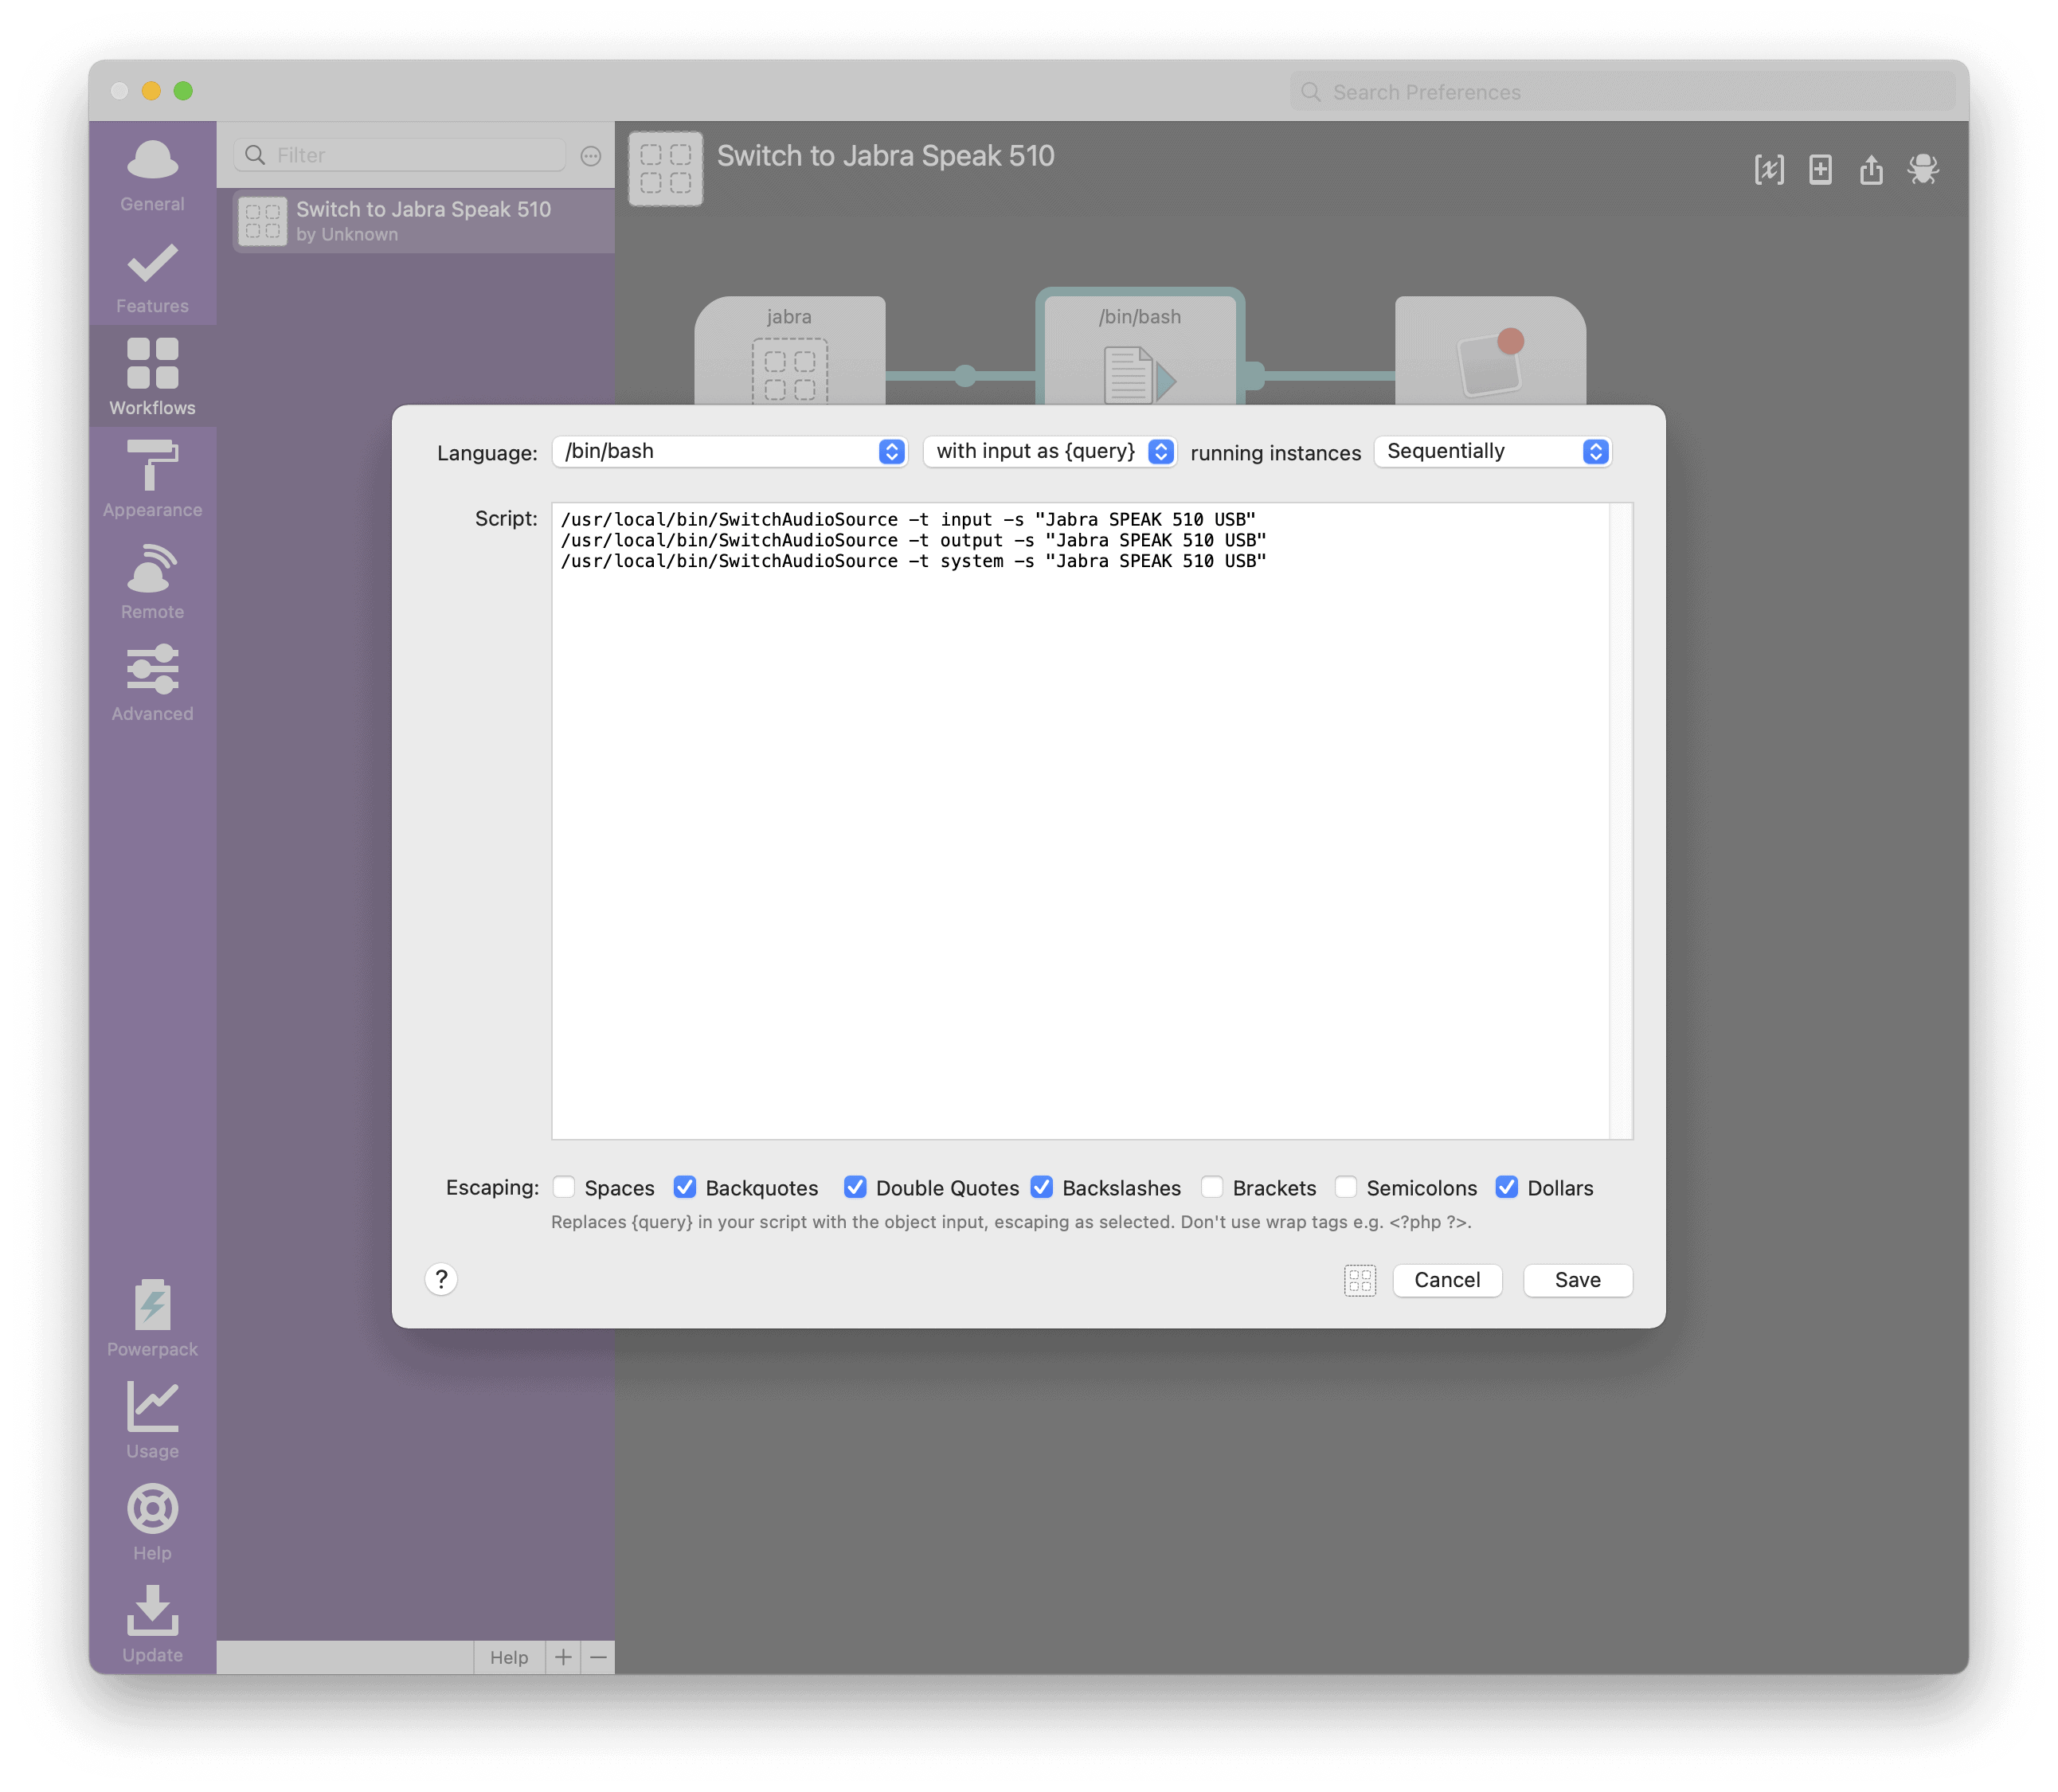 Search Preferences
General
Features
Workflows
Appearance
Remote
Advanced
Powerpack
Usage
Help
Update
Filter
Switch to Jabra Speak 510
by Unknown
Help
Switch to Jabra Speak 510
jabra
/bin/bash
Language: /bin/bash with input as {query} running instances Sequentially
Script:
/usr/local/bin/SwitchAudioSource -t input -s "Jabra SPEAK 510 USB"
/usr/local/bin/SwitchAudioSource -t output -s "Jabra SPEAK 510 USB"
/usr/local/bin/SwitchAudioSource -t system -s "Jabra SPEAK 510 USB"
Escaping: Spaces Backquotes Double Quotes Backslashes Brackets Semicolons Dollars
Replaces {query} in your script with the object input, escaping as selected. Don't use wrap tags e.g. <?php ?>.
? Cancel Save